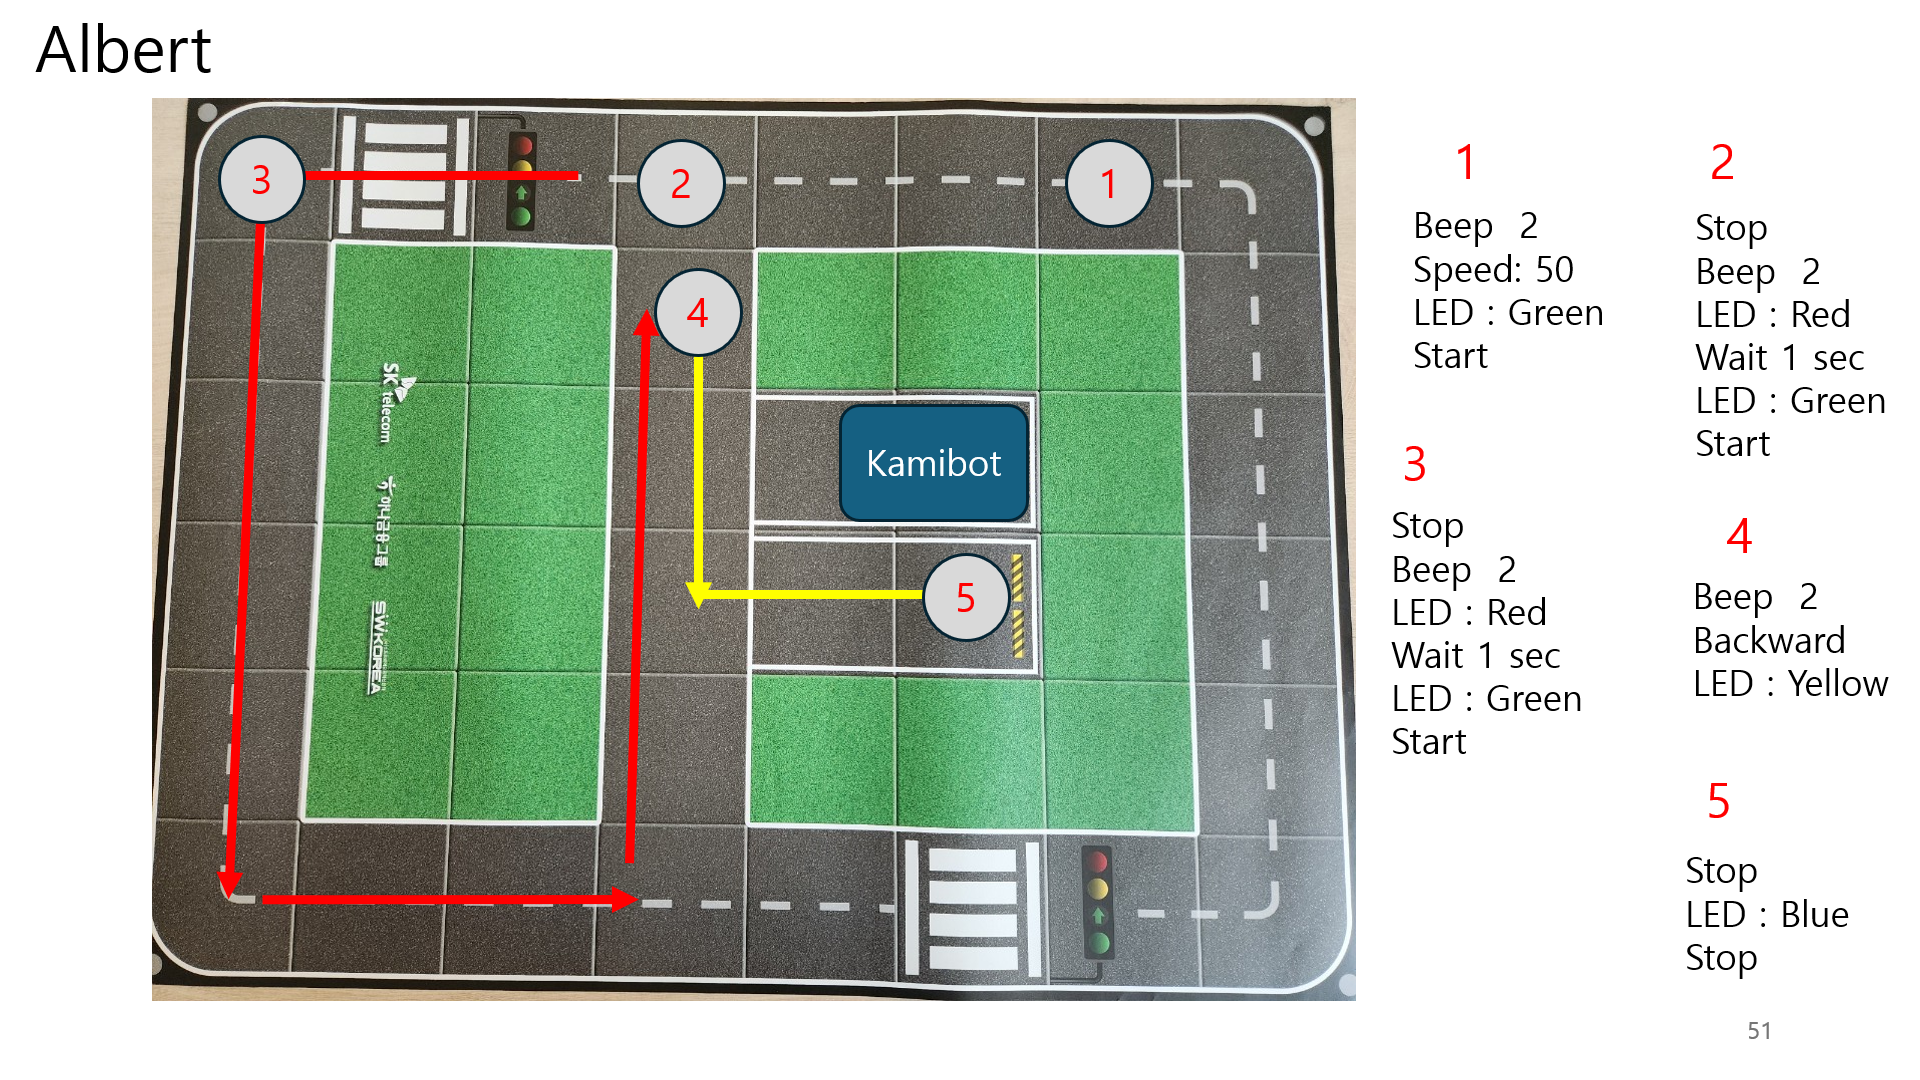 Albert
3
2
1
4
Kamibot
5
SK telecom
하나금융그룹
SW KOREA
1
Beep 2
Speed: 50
LED : Green
Start
2
Stop
Beep 2
LED : Red
Wait 1 sec
LED : Green
Start
3
Stop
Beep 2
LED : Red
Wait 1 sec
LED : Green
Start
4
Beep 2
Backward
LED : Yellow
5
Stop
LED : Blue
Stop
51